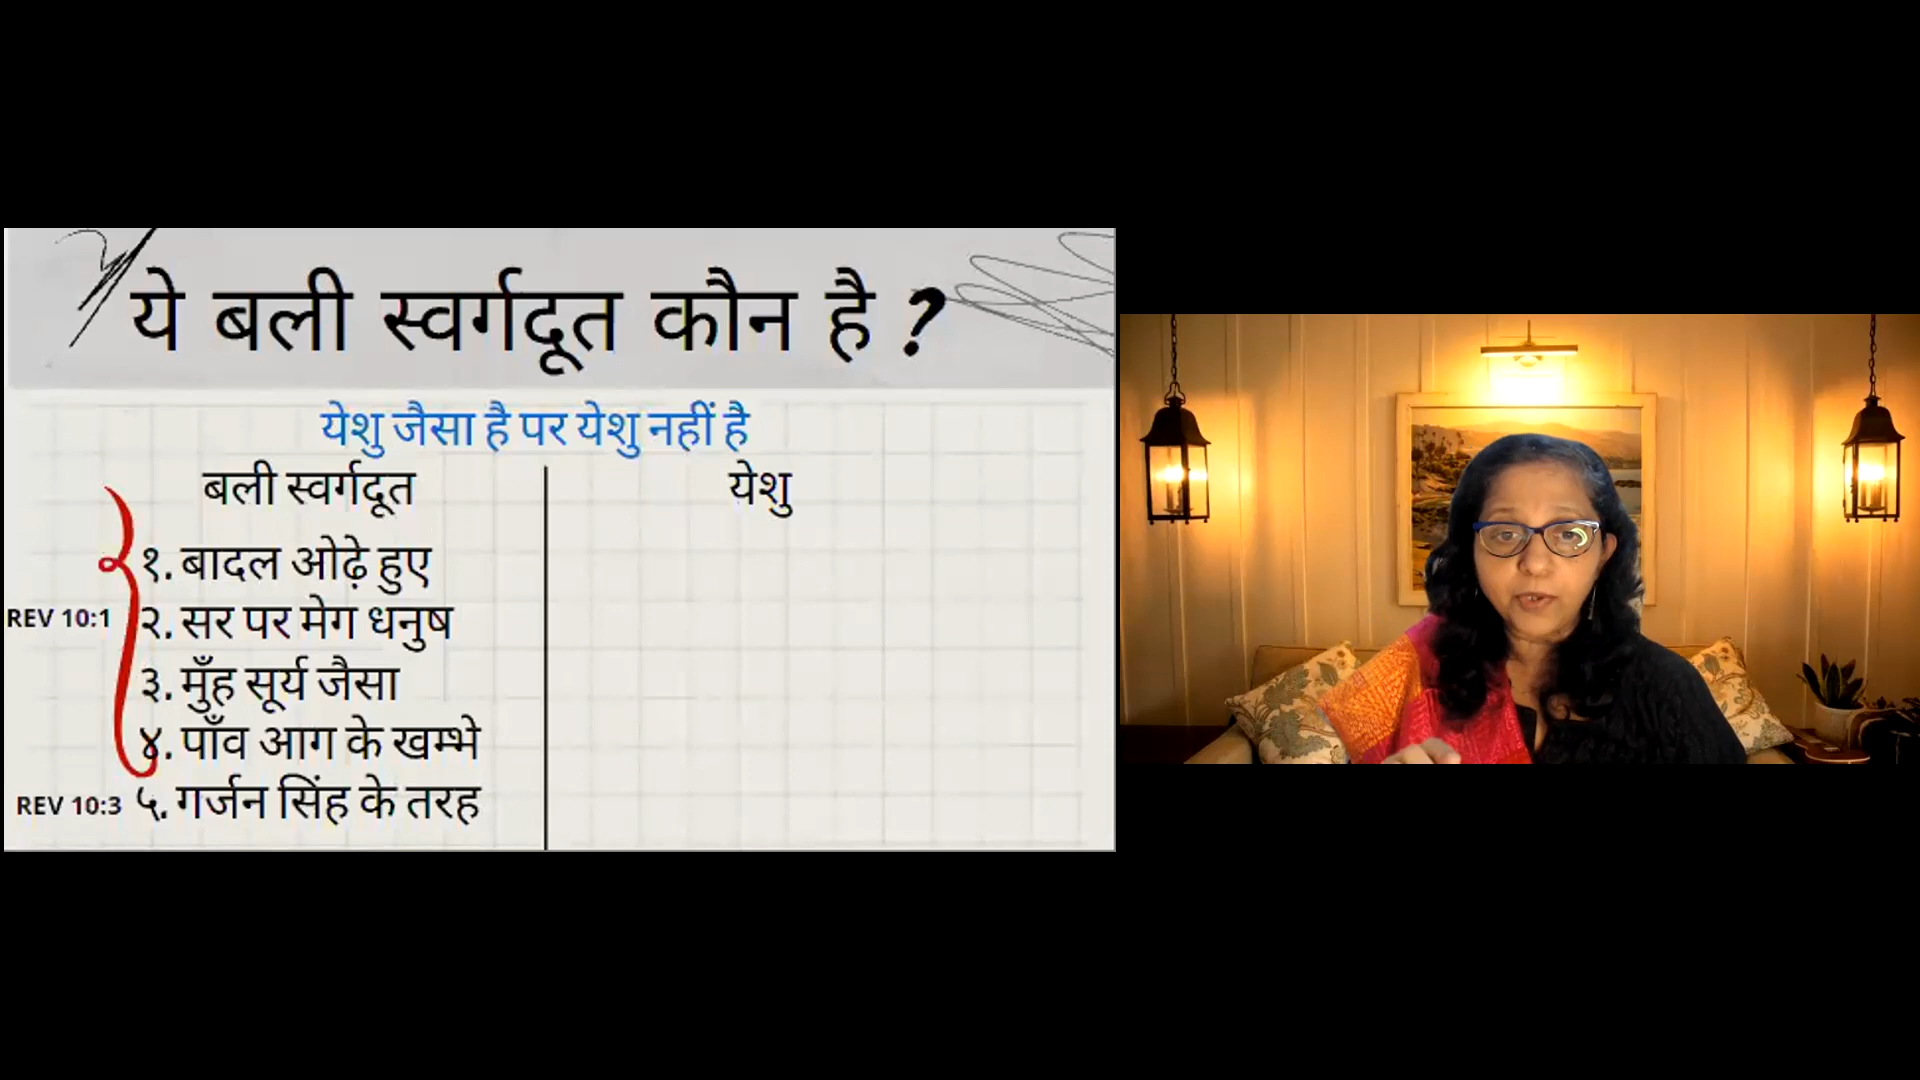 ये बली स्वर्गदूत कौन है ?
येशु जैसा है पर येशु नहीं है
बली स्वर्गदूत
येशु
१. बादल ओढ़े हुए
REV 10:1
२. सर पर मेग धनुष
३. मुँह सूर्य जैसा
४. पाँव आग के खम्भे
REV 10:3
५. गर्जन सिंह के तरह